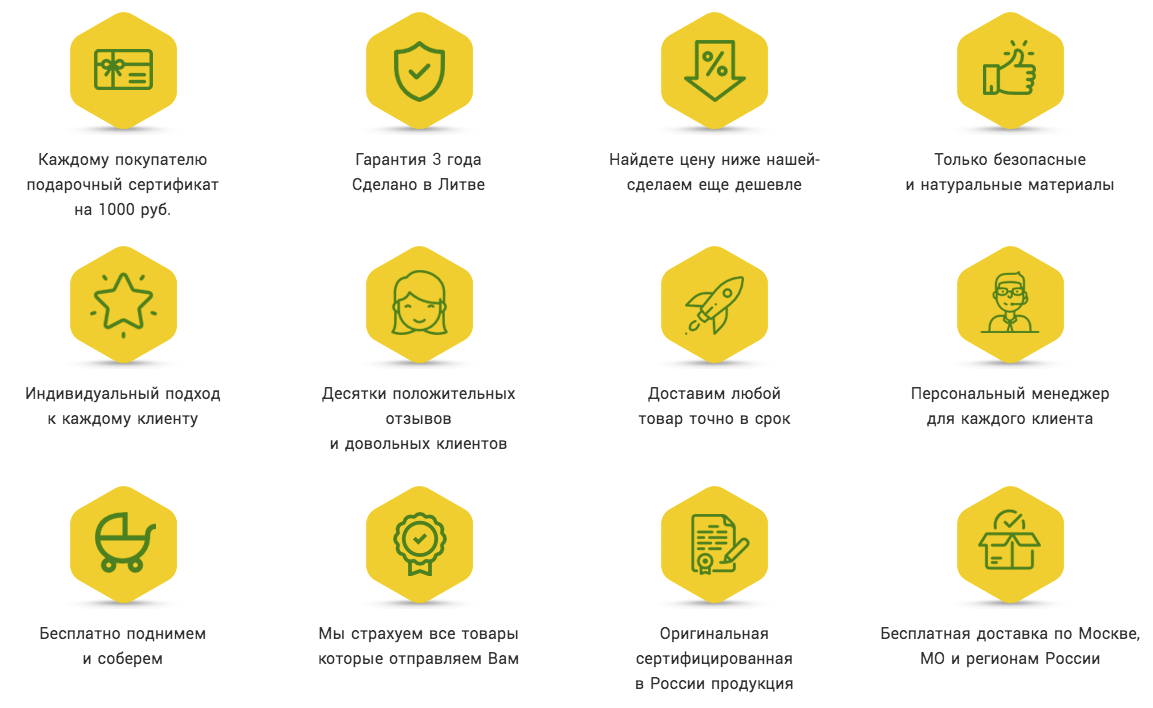 Каждому покупателю
подарочный сертификат
на 1000 руб.
Гарантия 3 года
Сделано в Литве
%
Найдете цену ниже нашей-
сделаем еще дешевле
Только безопасные
и натуральные материалы
Индивидуальный подход
к каждому клиенту
Десятки положительных
отзывов
и довольных клиентов
Доставим любой
товар точно в срок
Персональный менеджер
для каждого клиента
Бесплатно поднимем
и соберем
Мы страхуем все товары
которые отправляем Вам
Оригинальная
сертифицированная
в России продукция
Бесплатная доставка по Москве,
МО и регионам России